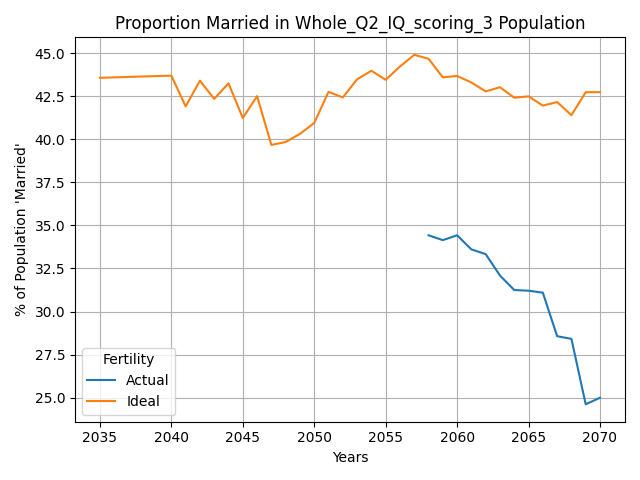 Proportion Married in Whole_Q2_IQ_scoring_3 Population
% of Population 'Married'
45.0
42.5
40.0
37.5
35.0
32.5
30.0
27.5
25.0
Fertility
Actual
Ideal
2035 2040 2045 2050 2055 2060 2065 2070
Years